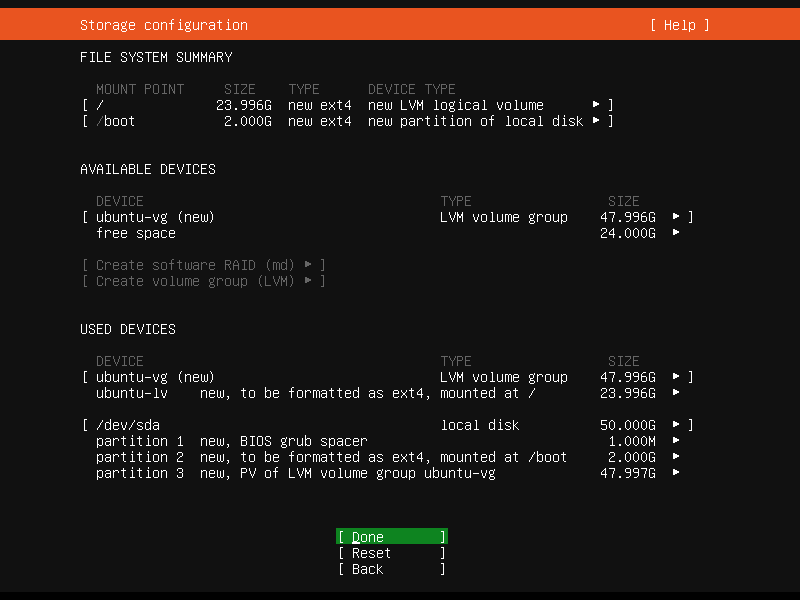 Storage configuration [ Help ]
FILE SYSTEM SUMMARY
MOUNT POINT SIZE TYPE DEVICE TYPE
[ / 23.996G new ext4 new LVM logical volume ▸ ]
[ /boot 2.000G new ext4 new partition of local disk ▸ ]
AVAILABLE DEVICES
DEVICE TYPE SIZE
[ ubuntu-vg (new) LVM volume group 47.996G ▸ ]
free space 24.000G ▸
[ Create software RAID (md) ▸ ]
[ Create volume group (LVM) ▸ ]
USED DEVICES
DEVICE TYPE SIZE
[ ubuntu-vg (new) LVM volume group 47.996G ▸ ]
ubuntu-lv new, to be formatted as ext4, mounted at / 23.996G ▸
[ /dev/sda local disk 50.000G ▸ ]
partition 1 new, BIOS grub spacer 1.000M ▸
partition 2 new, to be formatted as ext4, mounted at /boot 2.000G ▸
partition 3 new, PV of LVM volume group ubuntu-vg 47.997G ▸
[ Done ]
[ Reset ]
[ Back ]